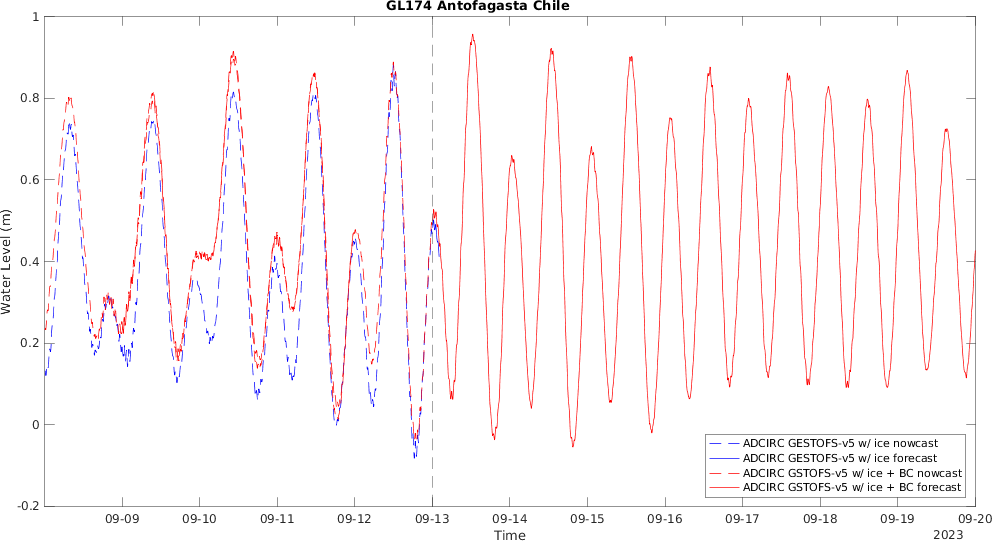 GL174 Antofagasta Chile
Water Level (m)
1
0.8
0.6
0.4
0.2
0
-0.2
ADCIRC GESTOFS-v5 w/ ice nowcast
ADCIRC GESTOFS-v5 w/ ice forecast
ADCIRC GSTOFS-v5 w/ ice + BC nowcast
ADCIRC GSTOFS-v5 w/ ice + BC forecast
09-09 09-10 09-11 09-12 09-13 09-14 09-15 09-16 09-17 09-18 09-19 09-20
Time
2023